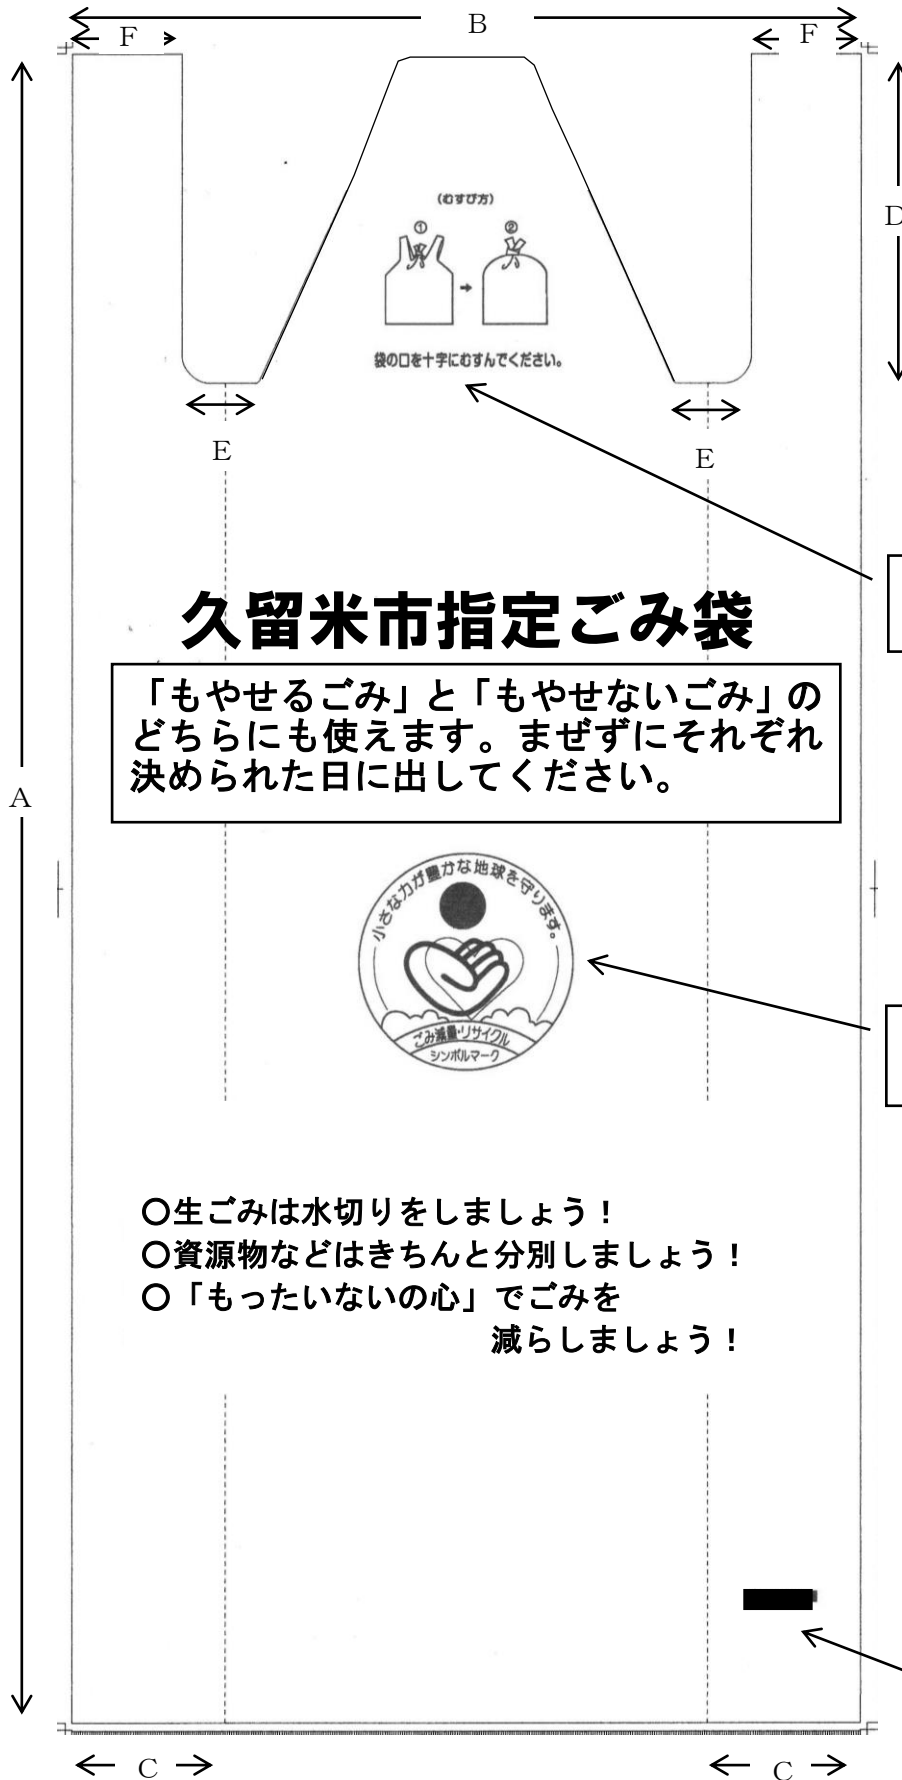 B
F
F
D
(むすび方)
① ②
袋の口を十字にむすんでください。
E
E
久留米市指定ごみ袋
「もやせるごみ」と「もやせないごみ」の
どちらにも使えます。まぜずにそれぞれ
決められた日に出してください。
A
小さな力が豊かな地球を守ります。
ごみ減量・リサイクル
シンボルマーク
○生ごみは水切りをしましょう！
○資源物などはきちんと分別しましょう！
○「もったいないの心」でごみを
減らしましょう！
C
C